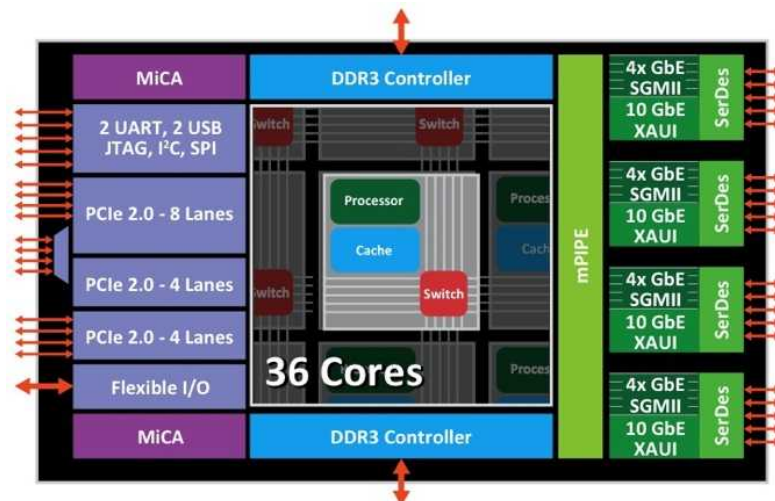 MiCA
DDR3 Controller
2 UART, 2 USB
JTAG, I²C, SPI
PCIe 2.0 - 8 Lanes
PCIe 2.0 - 4 Lanes
PCIe 2.0 - 4 Lanes
Flexible I/O
MiCA
Switch
Switch
Processor
Cache
Proces
Cach
Switch
Switch
Proces
36 Cores
DDR3 Controller
mPIPE
4x GbE
SGMII
10 GbE
XAUI
SerDes
4x GbE
SGMII
10 GbE
XAUI
SerDes
4x GbE
SGMII
10 GbE
XAUI
SerDes
4x GbE
SGMII
10 GbE
XAUI
SerDes